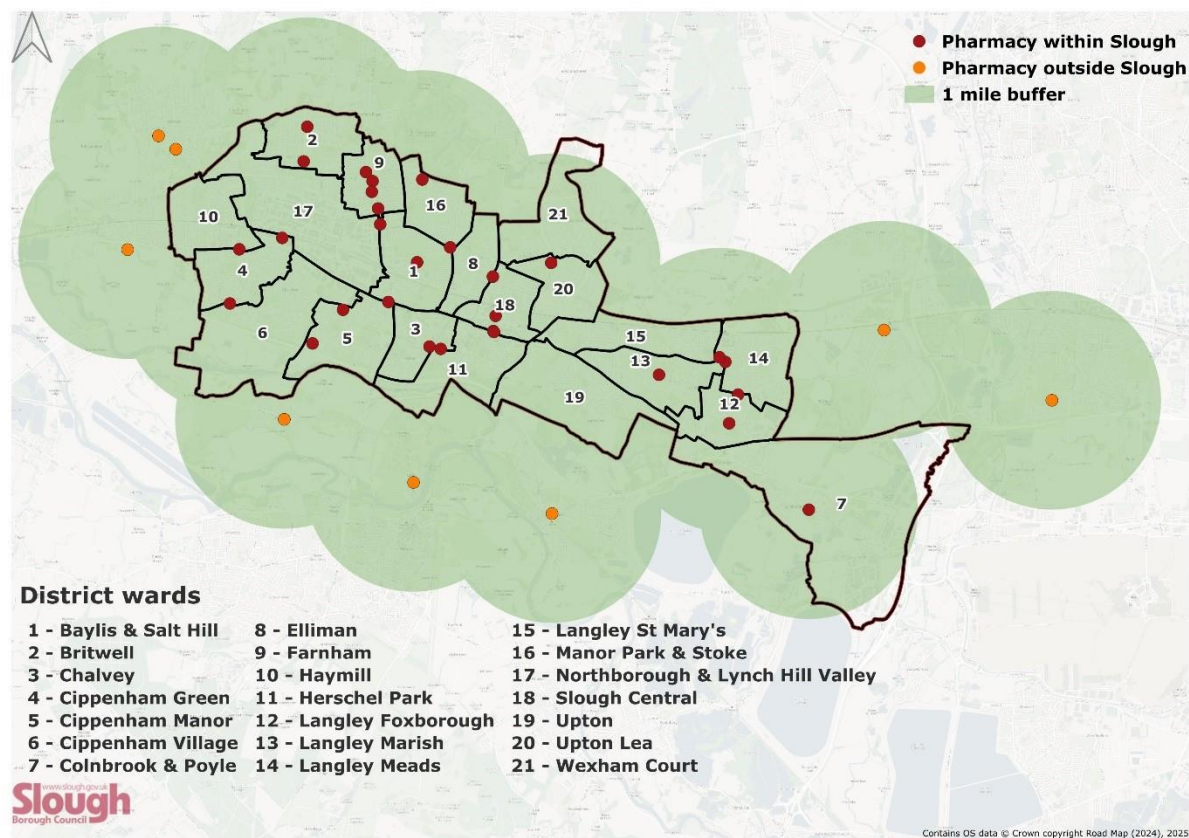 Pharmacy within Slough
Pharmacy outside Slough
1 mile buffer
2
9
16
10
17
21
4
1
8
20
18
6
5
3
15
13
14
11
19
12
7
District wards
1 - Baylis & Salt Hill
2 - Britwell
3 - Chalvey
4 - Cippenham Green
5 - Cippenham Manor
6 - Cippenham Village
7 - Colnbrook & Poyle
8 - Elliman
9 - Farnham
10 - Haymill
11 - Herschel Park
12 - Langley Foxborough
13 - Langley Marish
14 - Langley Meads
15 - Langley St Mary's
16 - Manor Park & Stoke
17 - Northborough & Lynch Hill Valley
18 - Slough Central
19 - Upton
20 - Upton Lea
21 - Wexham Court
www.slough.gov.uk
Slough
Borough Council
Contains OS data © Crown copyright Road Map (2024), 2025